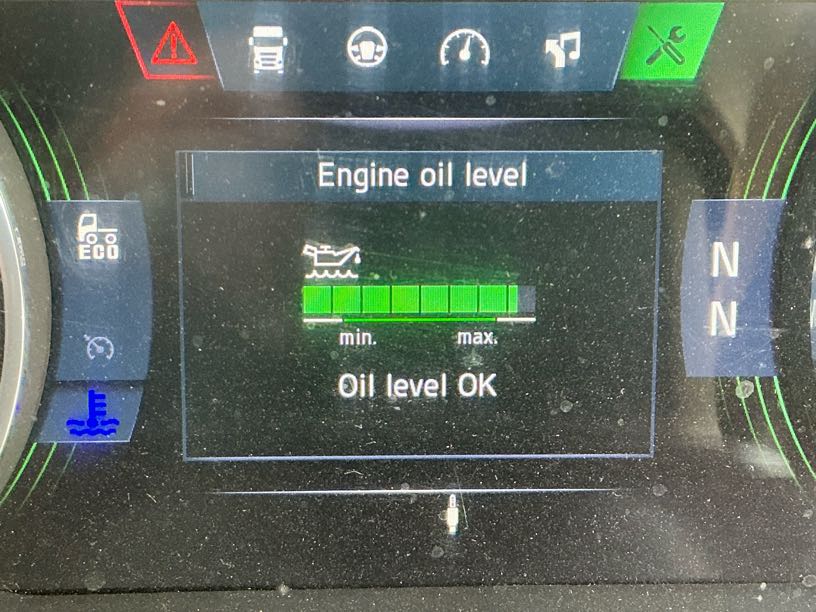 Engine oil level
ECO
N
N
min. max.
Oil level OK